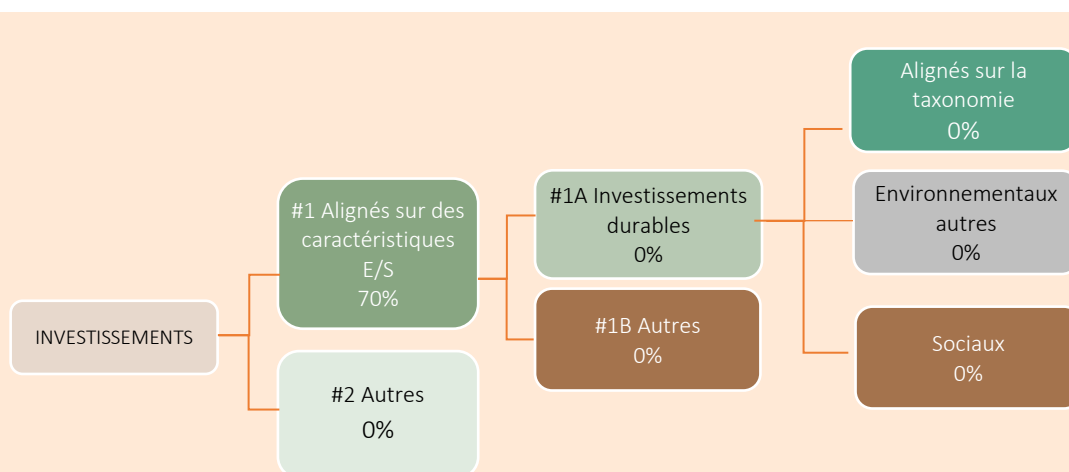 INVESTISSEMENTS
#1 Alignés sur des
caractéristiques
E/S
70%
#2 Autres
0%
#1A Investissements
durables
0%
#1B Autres
0%
Alignés sur la
taxonomie
0%
Environnementaux
autres
0%
Sociaux
0%